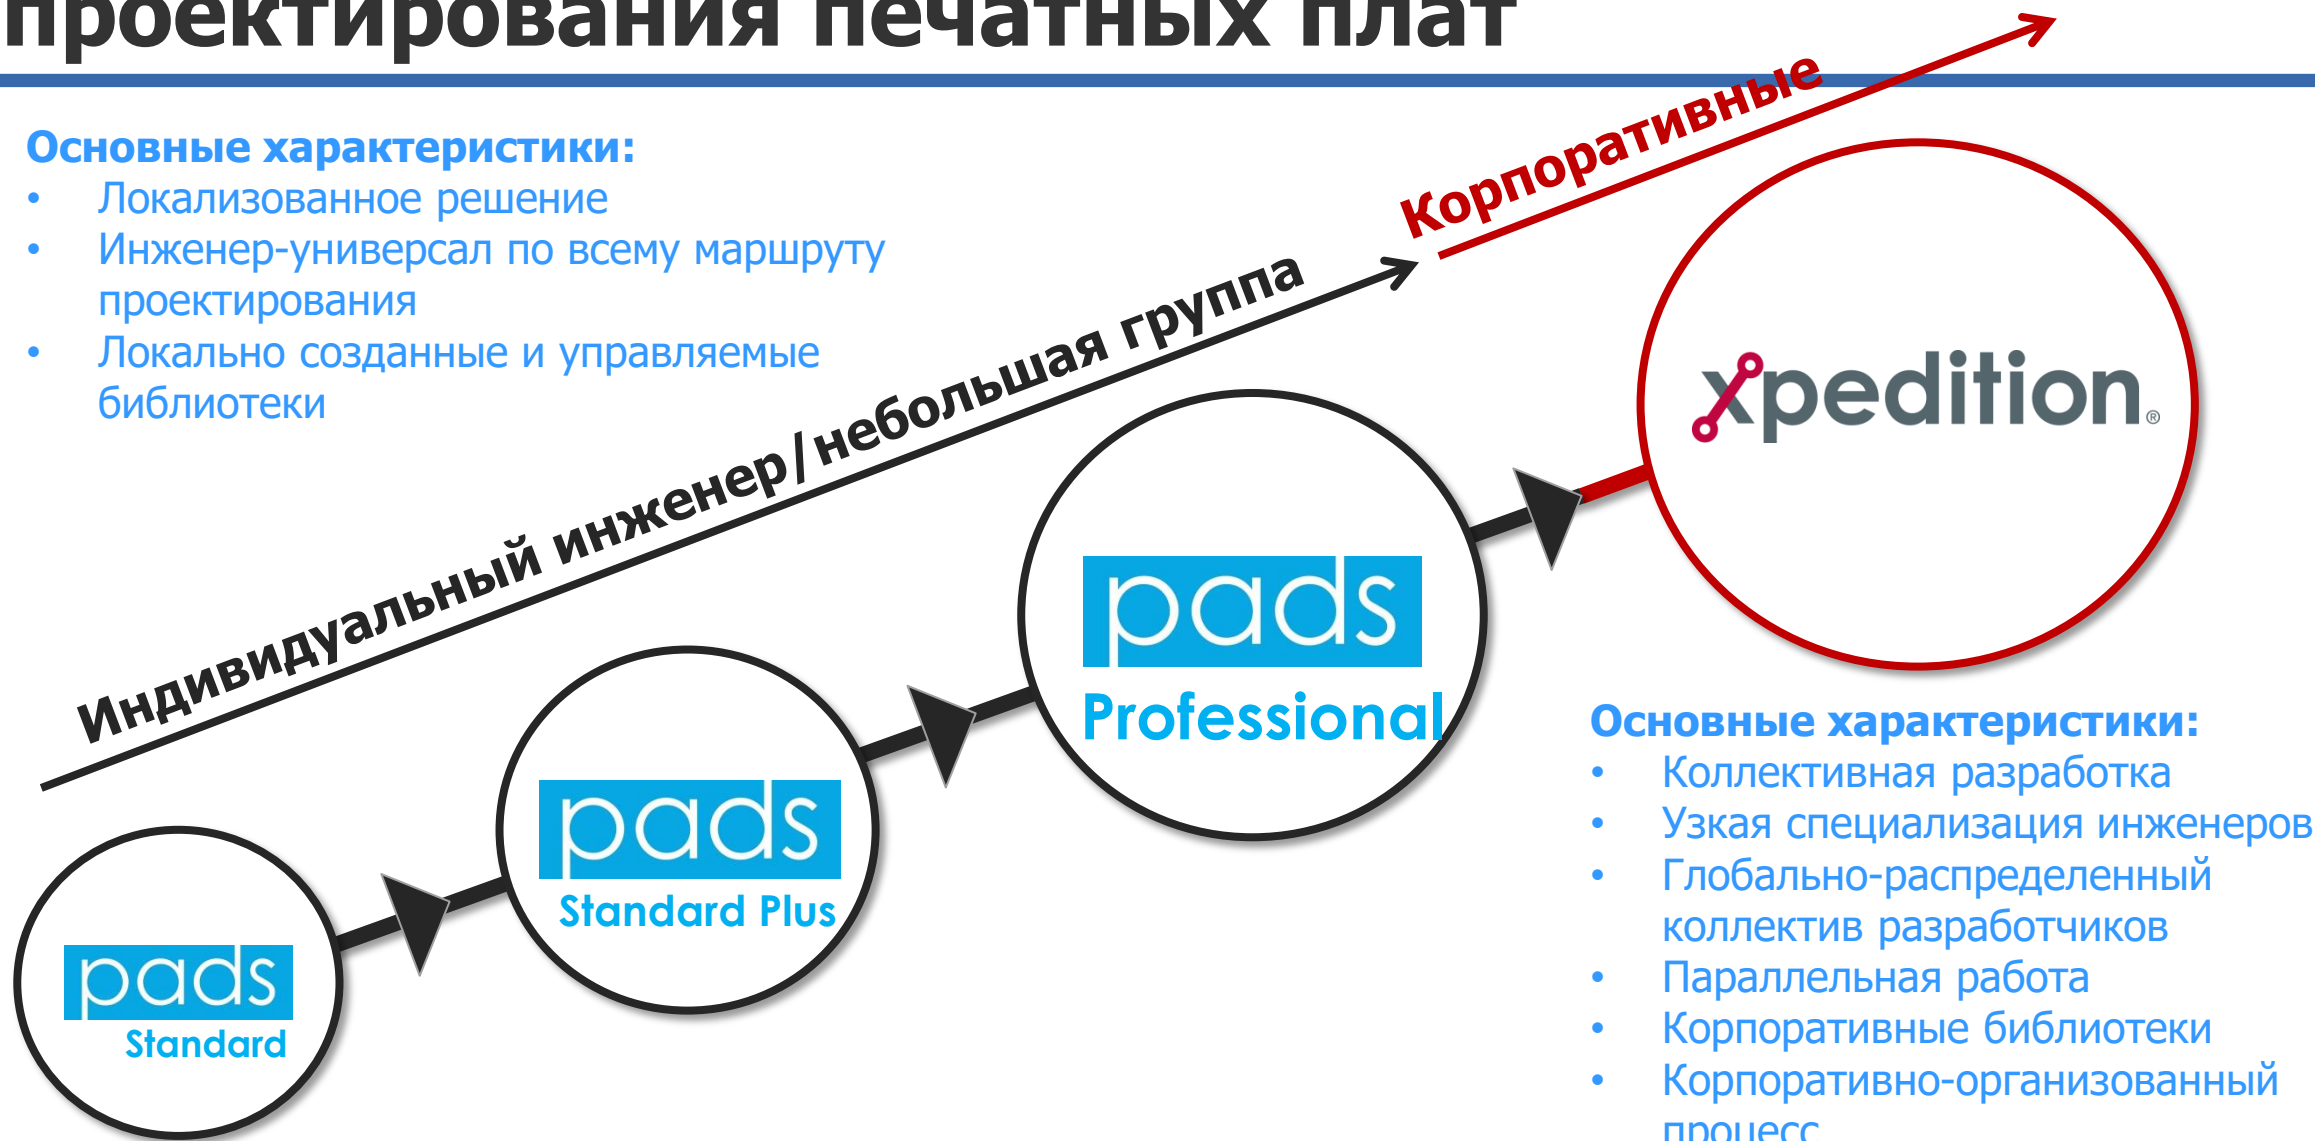 проектирования печатных плат
Корпоративные
Основные характеристики:
• Локализованное решение
• Инженер-универсал по всему маршруту
проектирования
• Локально созданные и управляемые
библиотеки
Индивидуальный инженер/небольшая группа
xpedition®
pads
Professional
pads
Standard Plus
pads
Standard
Основные характеристики:
• Коллективная разработка
• Узкая специализация инженеров
• Глобально-распределенный
коллектив разработчиков
• Параллельная работа
• Корпоративные библиотеки
• Корпоративно-организованный
процесс